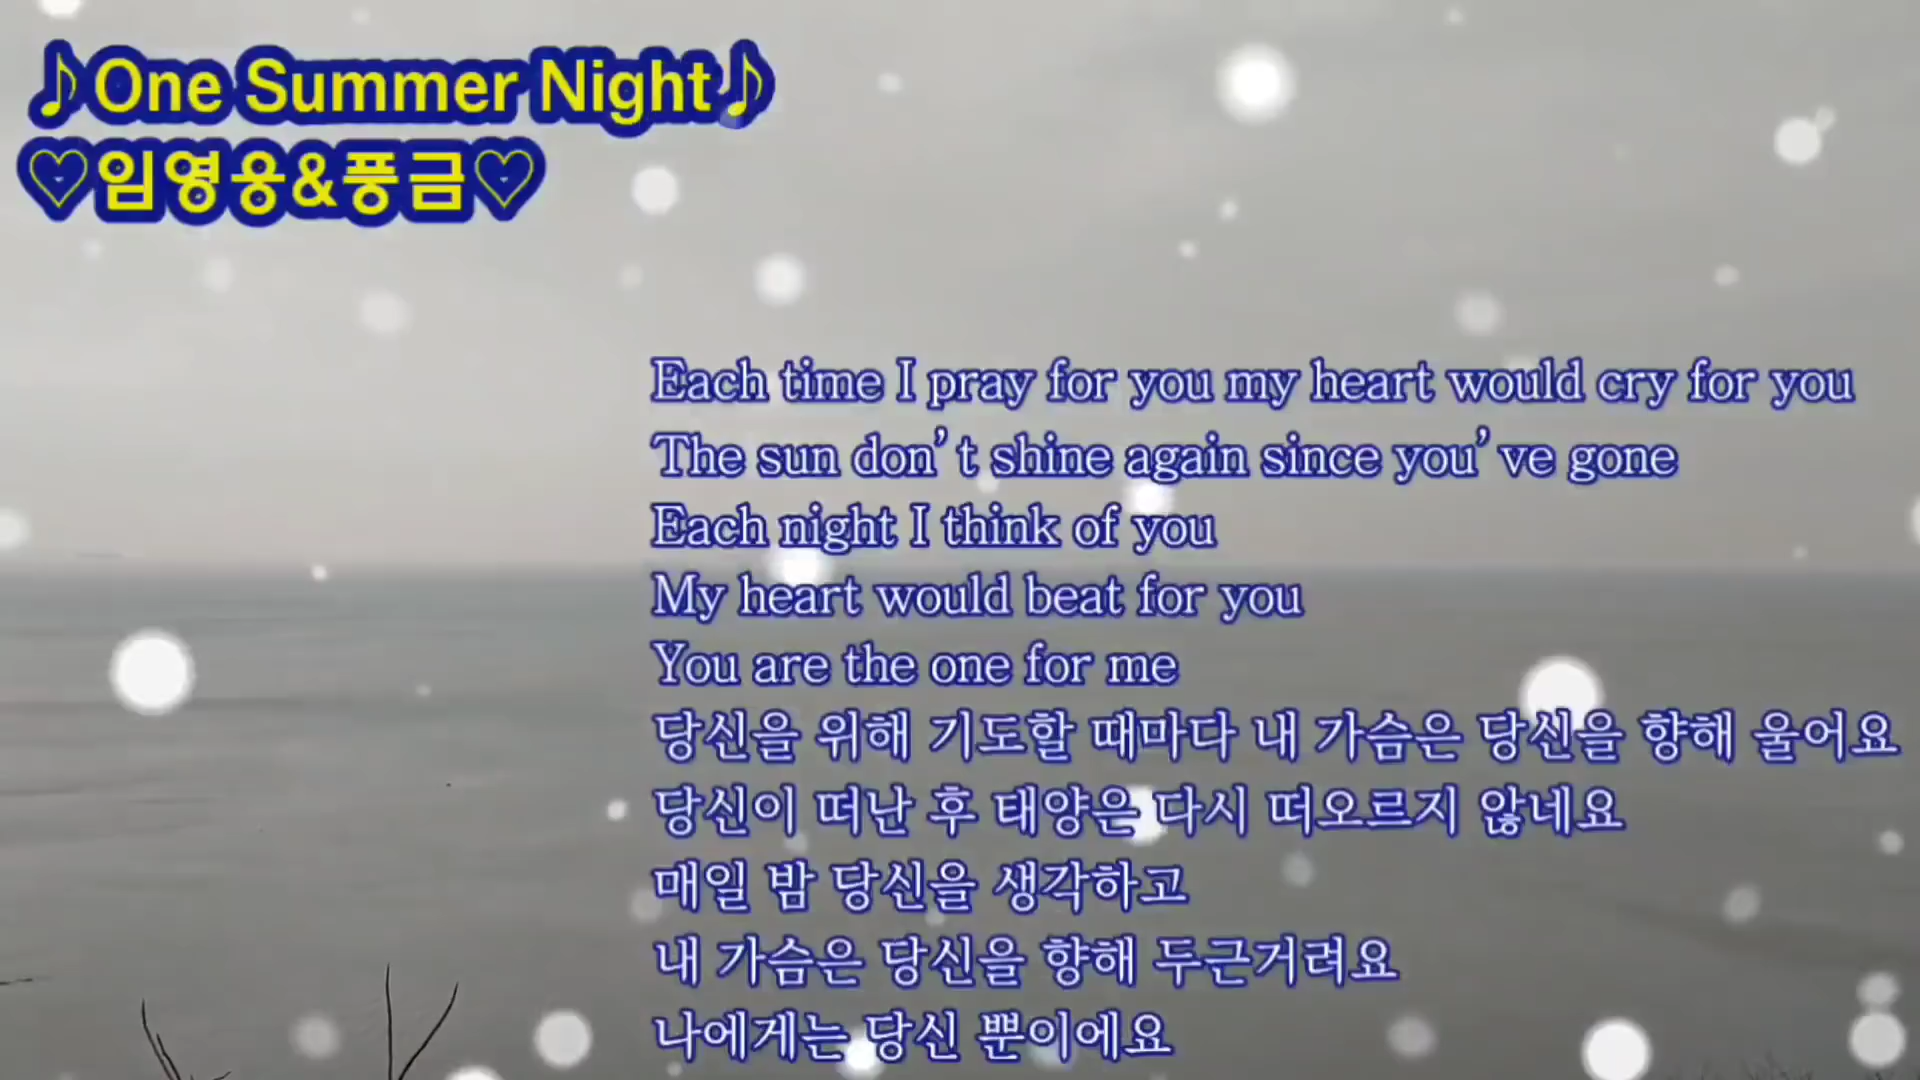 ♪One Summer Night♪
♡임영웅&풍금♡
Each time I pray for you my heart would cry for you
The sun don't shine again since you've gone
Each night I think of you
My heart would beat for you
You are the one for me
당신을 위해 기도할 때마다 내 가슴은 당신을 향해 울어요
당신이 떠난 후 태양은 다시 떠오르지 않네요
매일 밤 당신을 생각하고
내 가슴은 당신을 향해 두근거려요
나에게는 당신 뿐이에요